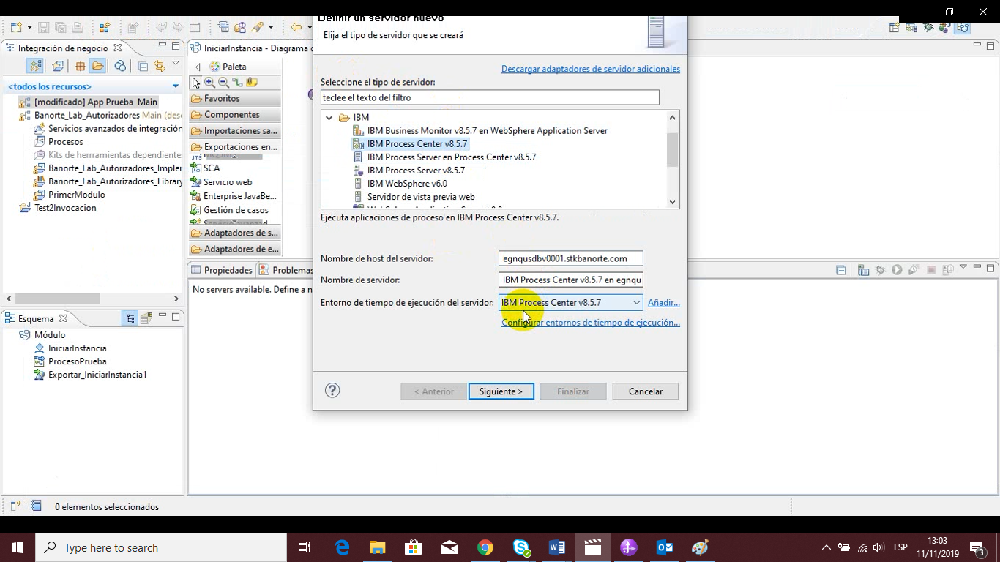 Definir un servidor nuevo
Elija el tipo de servidor que se creará
Integración de negocio
<todos los recursos>
[modificado] App Prueba Main
Banorte_Lab_Autorizadores Main (desc
Servicios avanzados de integración
Procesos
Kits de herrramientas dependientes
Banorte_Lab_Autorizadores_Impler
Banorte_Lab_Autorizadores_Library
PrimerModulo
Test2Invocacion
IniciarInstancia - Diagrama d
Paleta
Favoritos
Componentes
Importaciones sa...
Exportaciones en...
SCA
Servicio web
Enterprise JavaBe...
Gestión de casos
Adaptadores de s...
Adaptadores de e...
Descargar adaptadores de servidor adicionales
Seleccione el tipo de servidor:
teclee el texto del filtro
IBM
IBM Business Monitor v8.5.7 en WebSphere Application Server
IBM Process Center v8.5.7
IBM Process Server en Process Center v8.5.7
IBM Process Server v8.5.7
IBM WebSphere v6.0
Servidor de vista previa web
Ejecuta aplicaciones de proceso en IBM Process Center v8.5.7.
Nombre de host del servidor: egnqusdbv0001.stkbanorte.com
Nombre de servidor: IBM Process Center v8.5.7 en egnqu
Entorno de tiempo de ejecución del servidor: IBM Process Center v8.5.7 Añadir...
Configurar entornos de tiempo de ejecución...
< Anterior Siguiente > Finalizar Cancelar
Propiedades Problemas
No servers available. Define a n
Esquema
Módulo
IniciarInstancia
ProcesoPrueba
Exportar_IniciarInstancia1
0 elementos seleccionados
Type here to search
ESP
13:03
11/11/2019
3